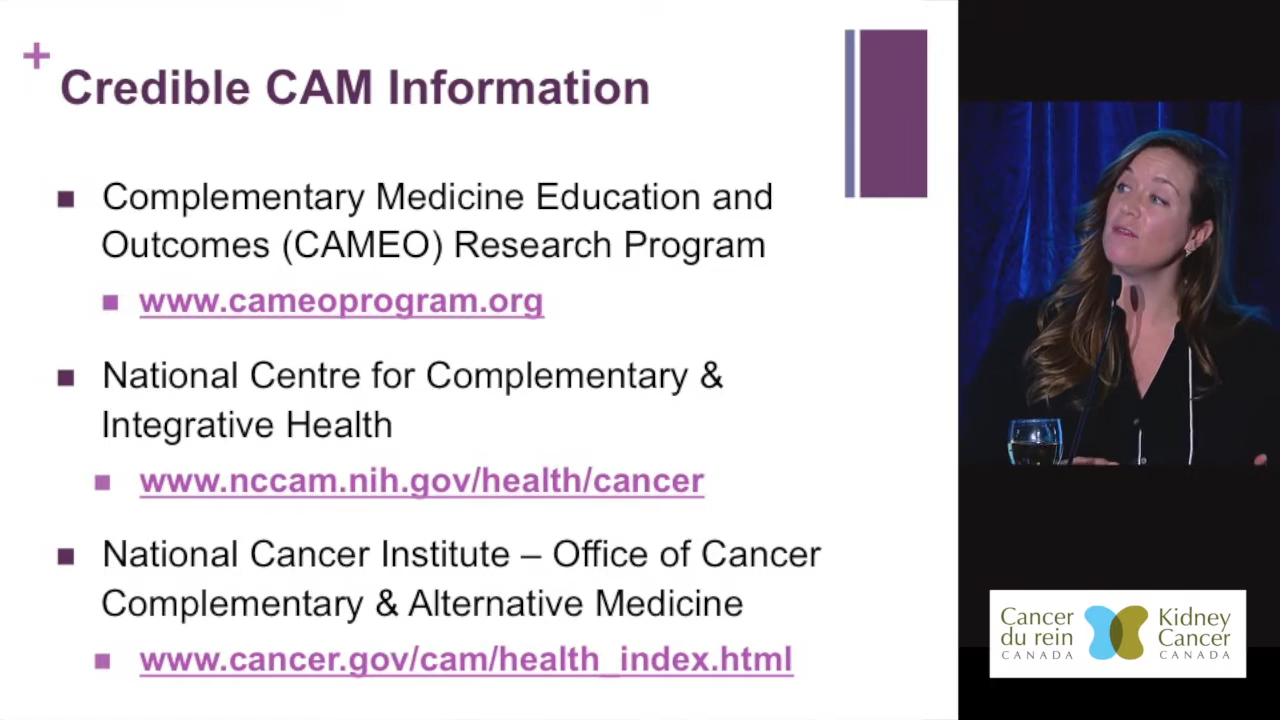 +
Credible CAM Information
■ Complementary Medicine Education and
Outcomes (CAMEO) Research Program
■ www.cameoprogram.org
■ National Centre for Complementary &
Integrative Health
■ www.nccam.nih.gov/health/cancer
■ National Cancer Institute – Office of Cancer
Complementary & Alternative Medicine
■ www.cancer.gov/cam/health_index.html
Cancer
du rein
CANADA
Kidney
Cancer
CANADA